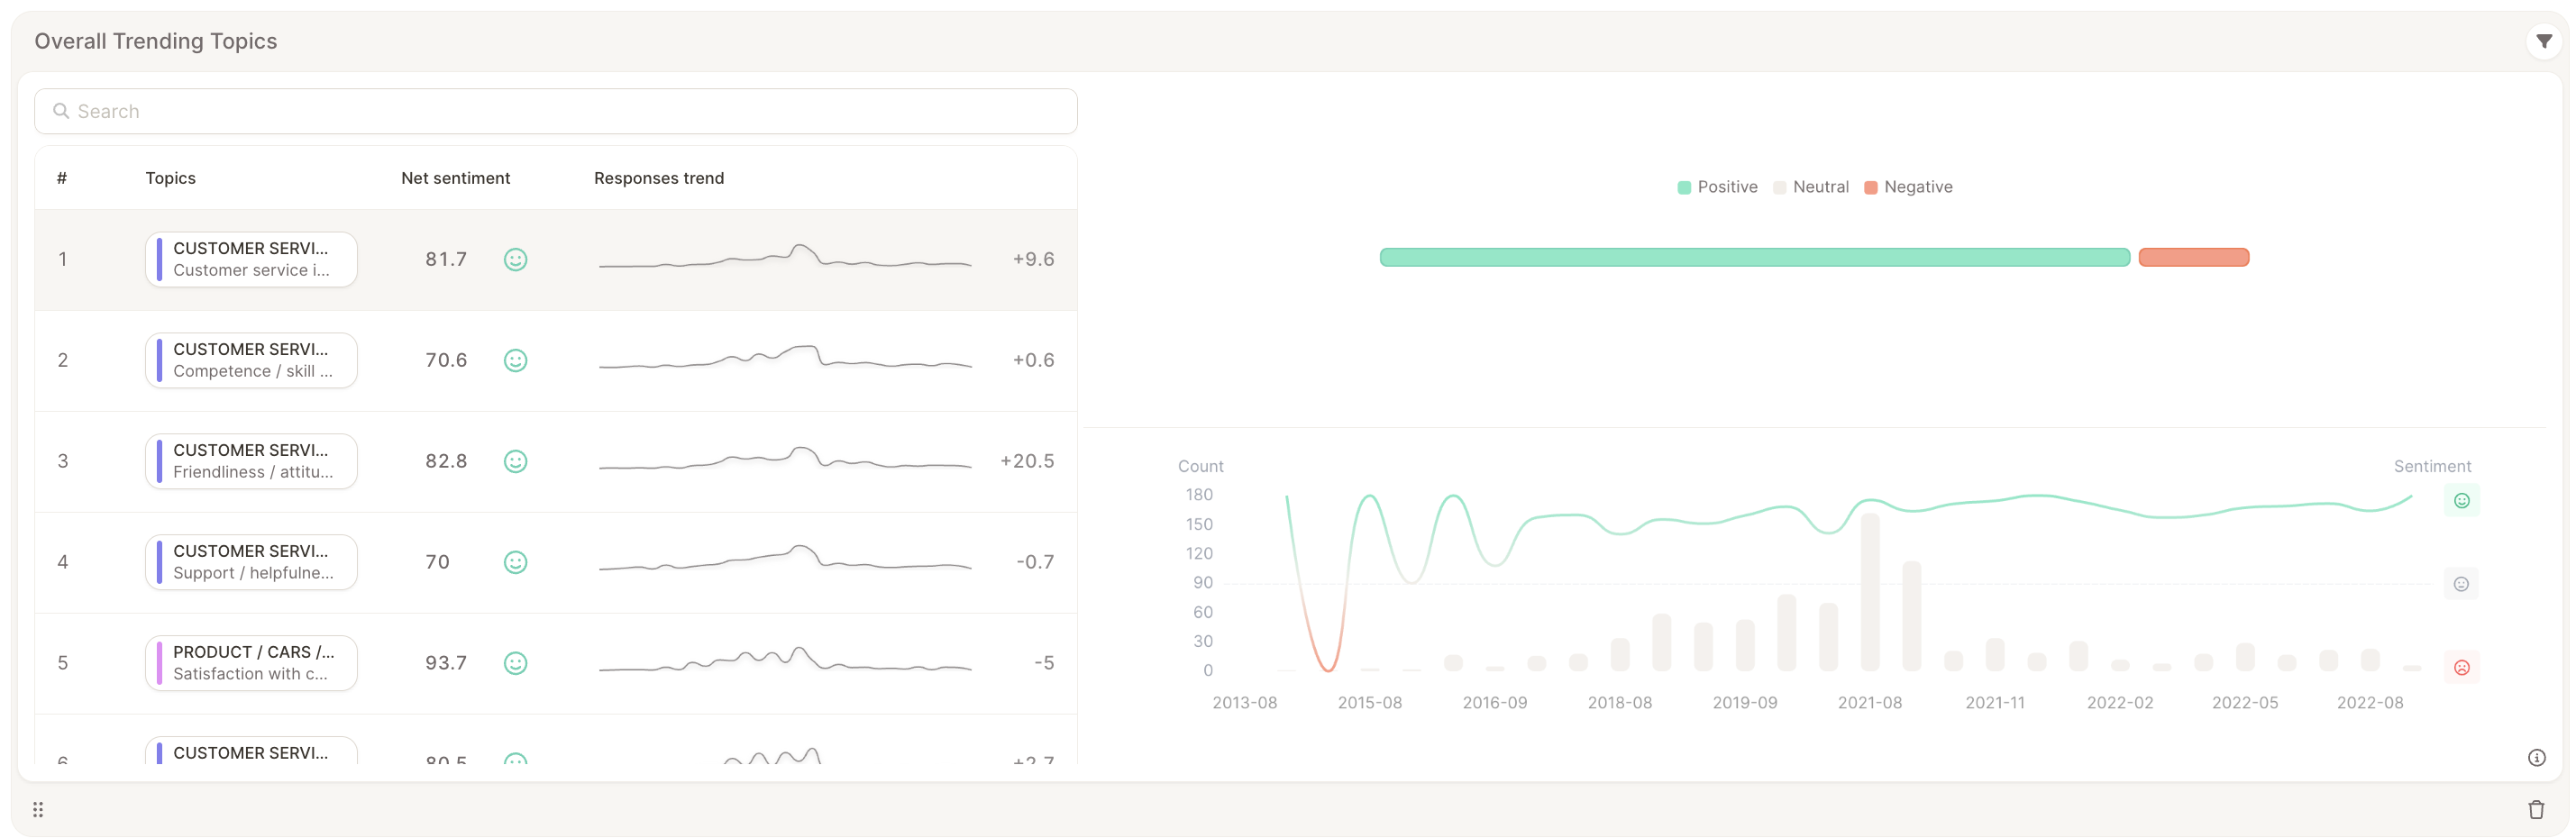 Overall Trending Topics
Search
# Topics Net sentiment Responses trend
1 CUSTOMER SERVI... 81.7 +9.6
Customer service i...
2 CUSTOMER SERVI... 70.6 +0.6
Competence / skill ...
3 CUSTOMER SERVI... 82.8 +20.5
Friendliness / attitu...
4 CUSTOMER SERVI... 70 -0.7
Support / helpfulne...
5 PRODUCT / CARS /... 93.7 -5
Satisfaction with c...
6 CUSTOMER SERVI... 80.5 +2.7
Positive Neutral Negative
Count Sentiment
180
150
120
90
60
30
0
2013-08 2015-08 2016-09 2018-08 2019-09 2021-08 2021-11 2022-02 2022-05 2022-08